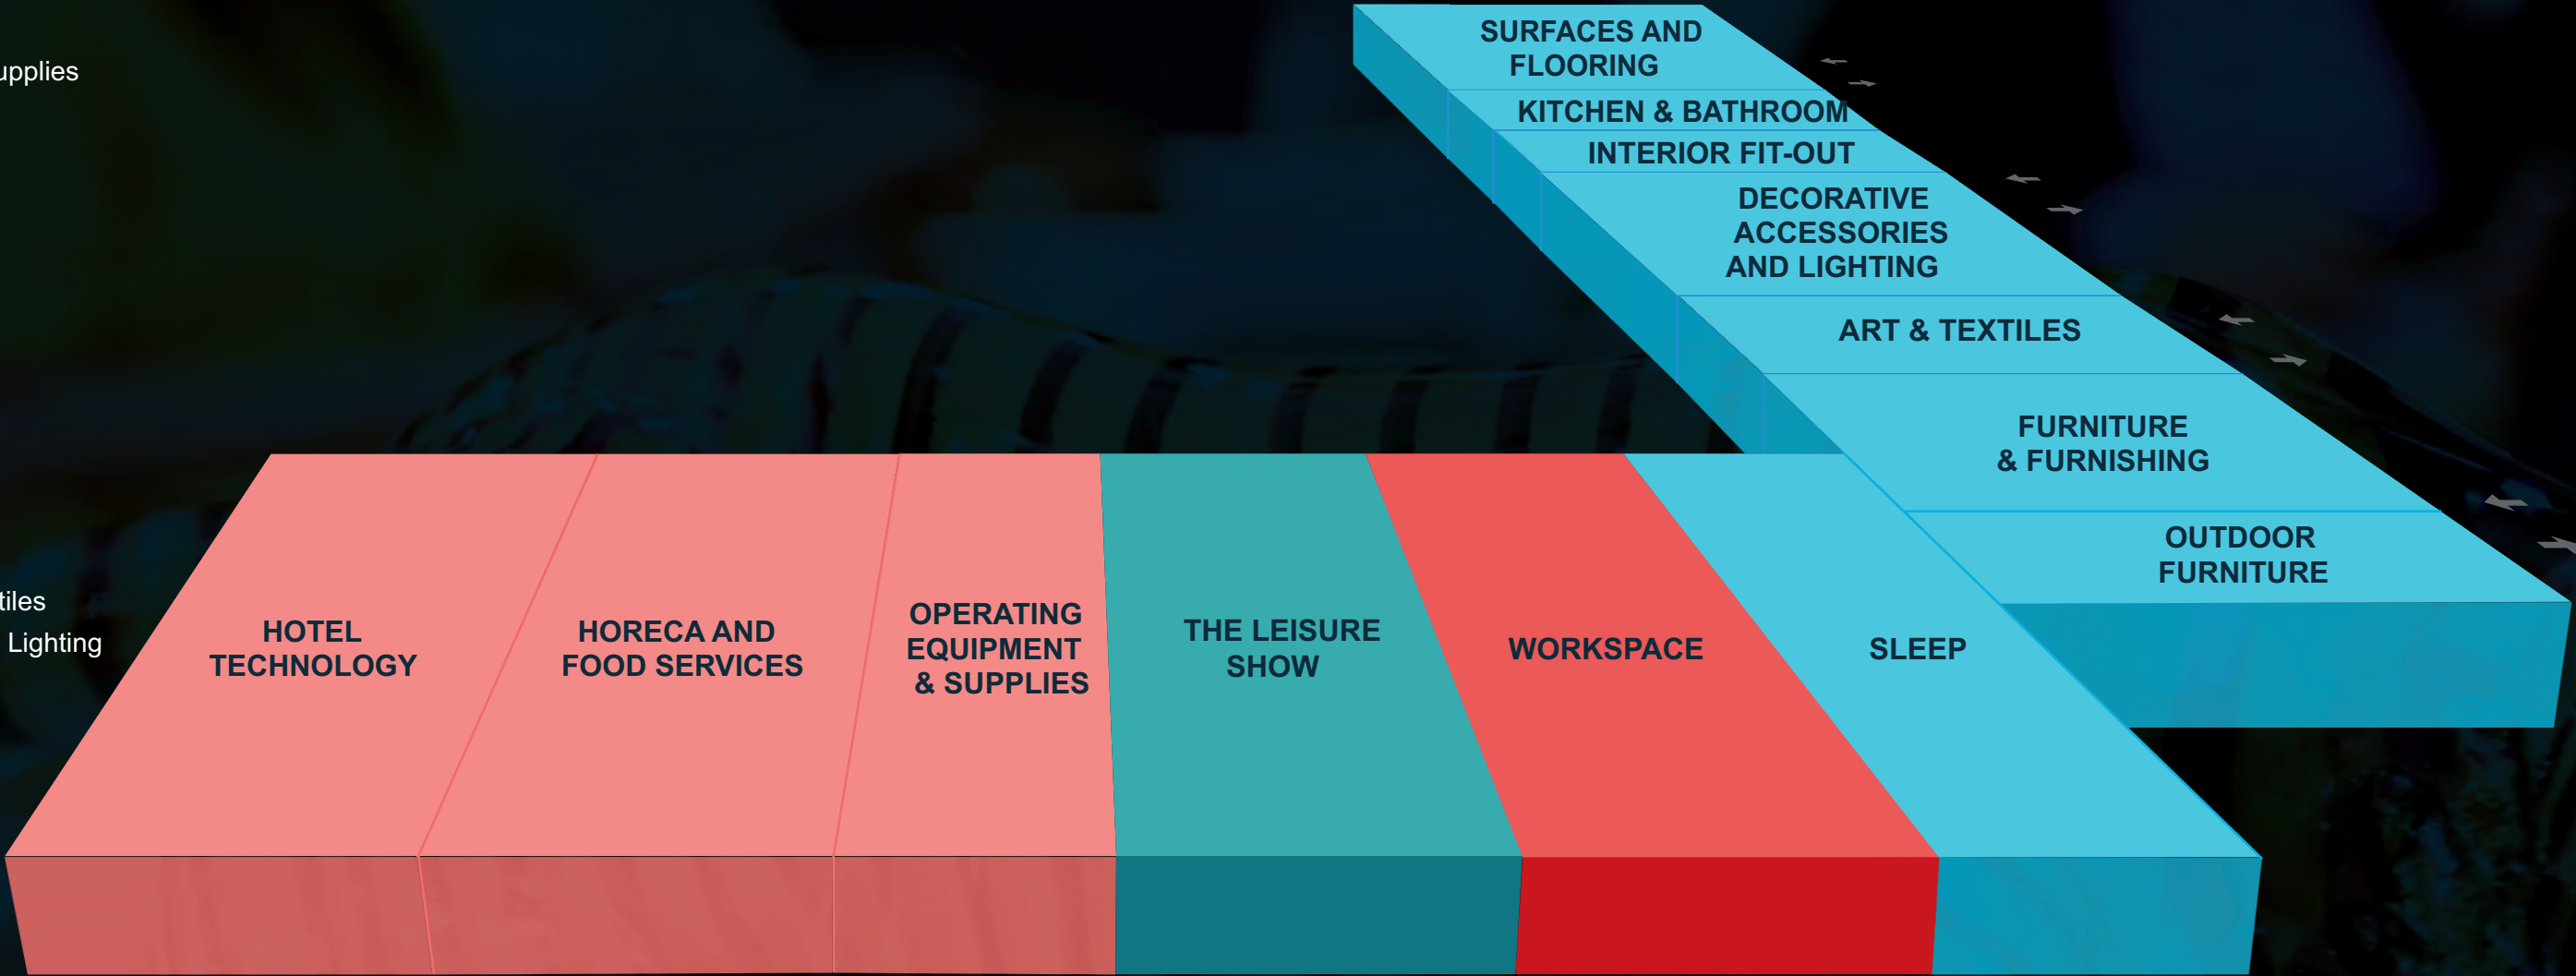 upplies
tiles
Lighting
SURFACES AND
FLOORING
KITCHEN & BATHROOM
INTERIOR FIT-OUT
DECORATIVE
ACCESSORIES
AND LIGHTING
ART & TEXTILES
FURNITURE
& FURNISHING
OUTDOOR
FURNITURE
HOTEL
TECHNOLOGY
HORECA AND
FOOD SERVICES
OPERATING
EQUIPMENT
& SUPPLIES
THE LEISURE
SHOW
WORKSPACE
SLEEP